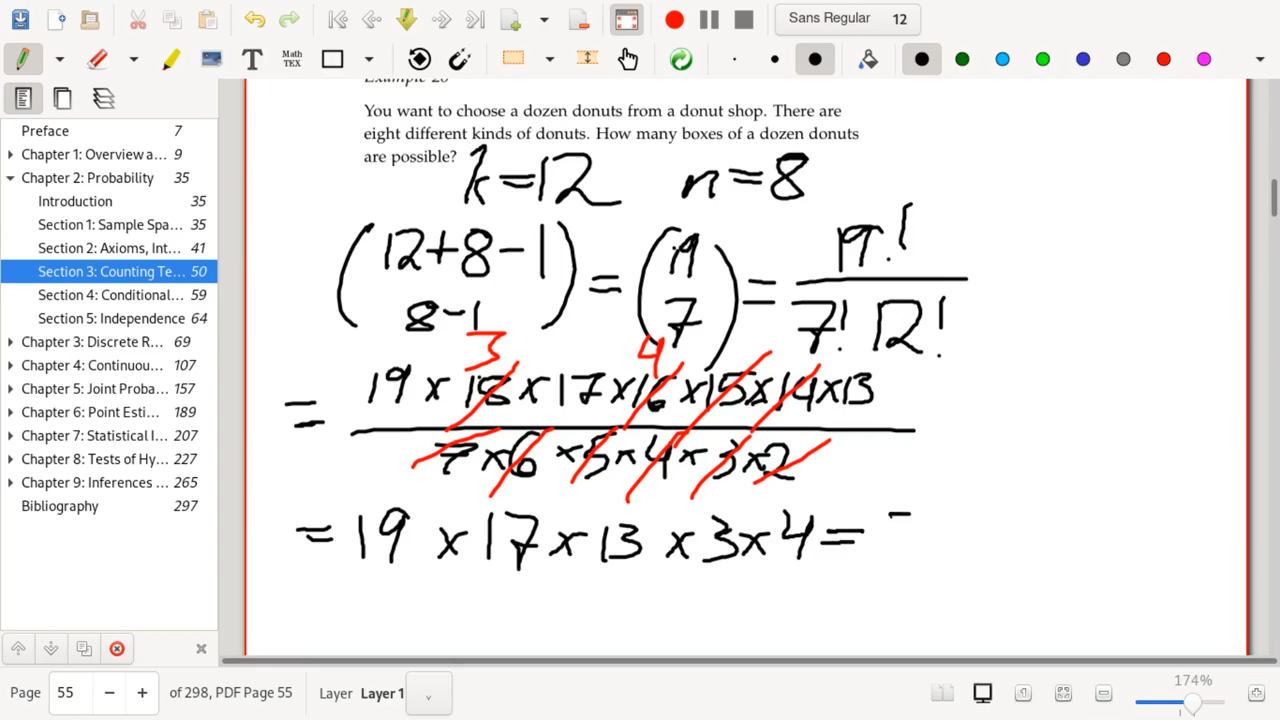 Sans Regular 12
T Math TEX
Preface 7
Chapter 1: Overview a... 9
Chapter 2: Probability 35
Introduction 35
Section 1: Sample Spa... 35
Section 2: Axioms, Int... 41
Section 3: Counting Te... 50
Section 4: Conditional... 59
Section 5: Independence 64
Chapter 3: Discrete R... 69
Chapter 4: Continuou... 107
Chapter 5: Joint Proba... 157
Chapter 6: Point Esti... 189
Chapter 7: Statistical I... 207
Chapter 8: Tests of Hy... 227
Chapter 9: Inferences ... 265
Bibliography 297
Example 20
You want to choose a dozen donuts from a donut shop. There are
eight different kinds of donuts. How many boxes of a dozen donuts
are possible?
k=12 n=8
(12+8-1 8-1) = (19 7) = 19! / 7! 12!
3 4
= 19 × 18 × 17 × 16 × 15 × 14 × 13
7 × 6 × 5 × 4 × 3 × 2
= 19 × 17 × 13 × 3 × 4 =
Page 55 − + of 298, PDF Page 55 Layer Layer 1 174%